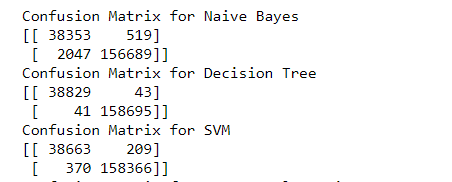 Confusion Matrix for Naive Bayes
[[ 38353    519]
 [  2047 156689]]
Confusion Matrix for Decision Tree
[[ 38829     43]
 [    41 158695]]
Confusion Matrix for SVM
[[ 38663    209]
 [   370 158366]]